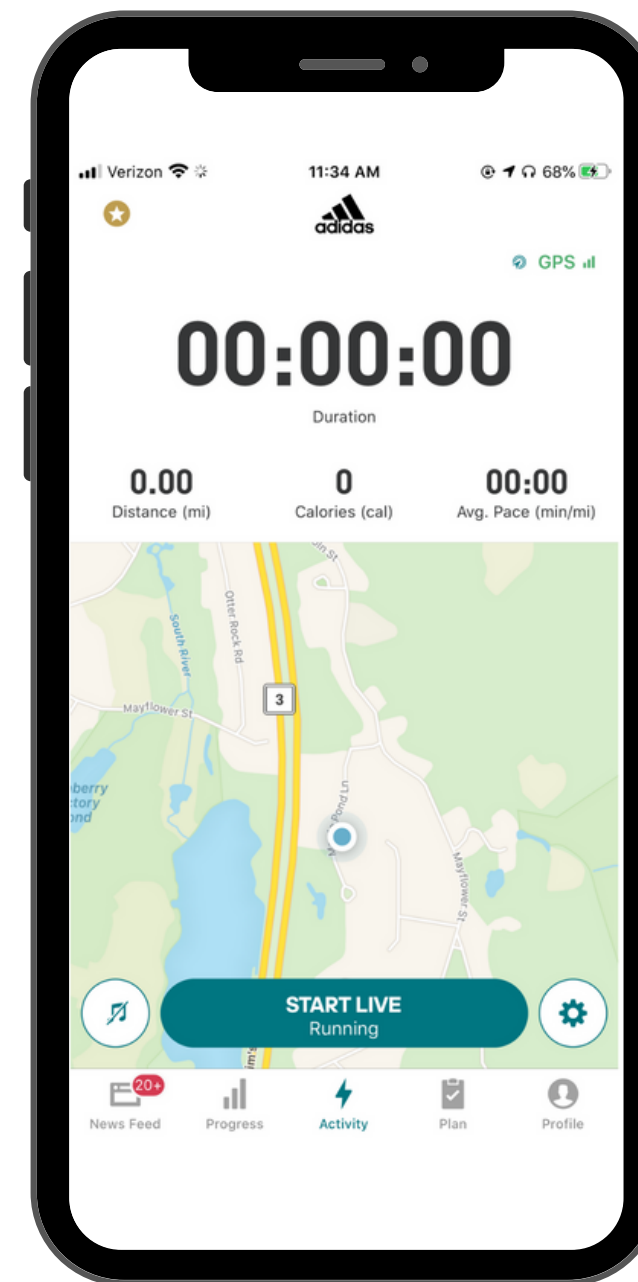 Verizon 11:34 AM 68%
adidas
GPS
00:00:00
Duration
0.00 0 00:00
Distance (mi) Calories (cal) Avg. Pace (min/mi)
Otter Rock Rd
South River
3
Mayflower St
Pond Ln
Mayflower St
START LIVE
Running
20+
News Feed Progress Activity Plan Profile